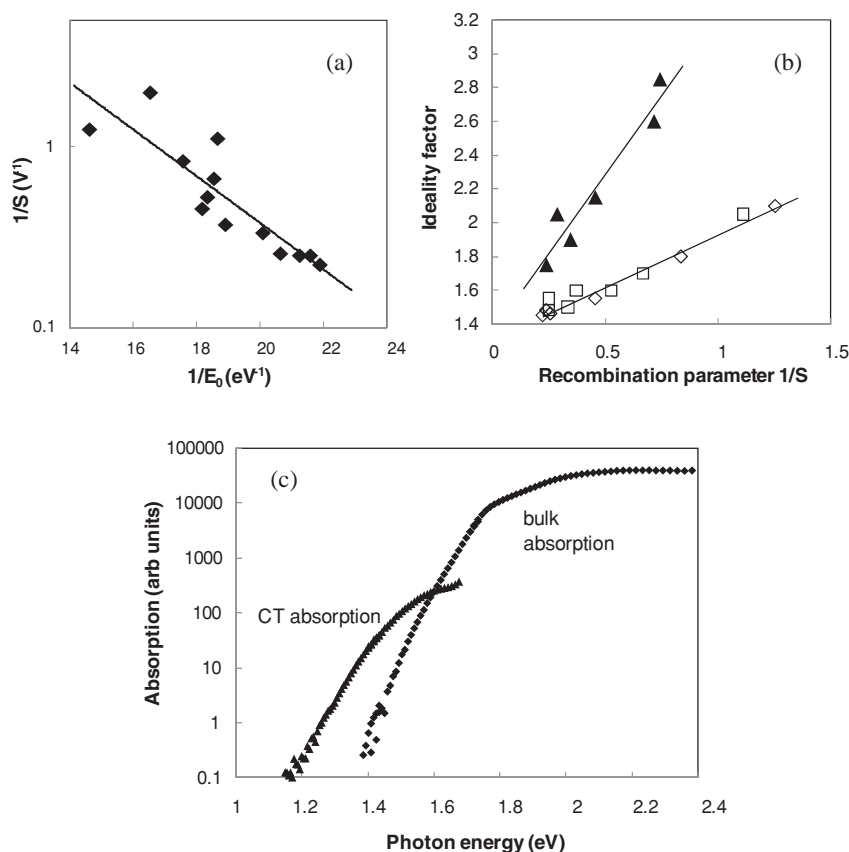 (a)
1/S (V⁻¹)
1
0.1
14 16 18 20 22 24
1/E₀ (eV⁻¹)
(b)
Ideality factor
3.2
3
2.8
2.6
2.4
2.2
2
1.8
1.6
1.4
0 0.5 1 1.5
Recombination parameter 1/S
(c)
Absorption (arb units)
100000
10000
1000
100
10
1
0.1
bulk
absorption
CT absorption
1 1.2 1.4 1.6 1.8 2 2.2 2.4
Photon energy (eV)